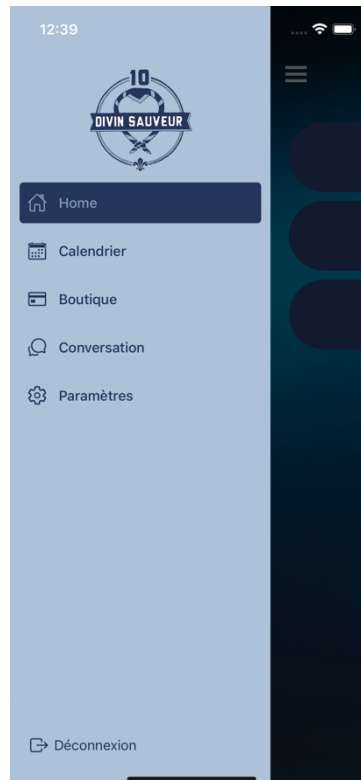 12:39
10
DIVIN SAUVEUR
Home
Calendrier
Boutique
Conversation
Paramètres
Déconnexion